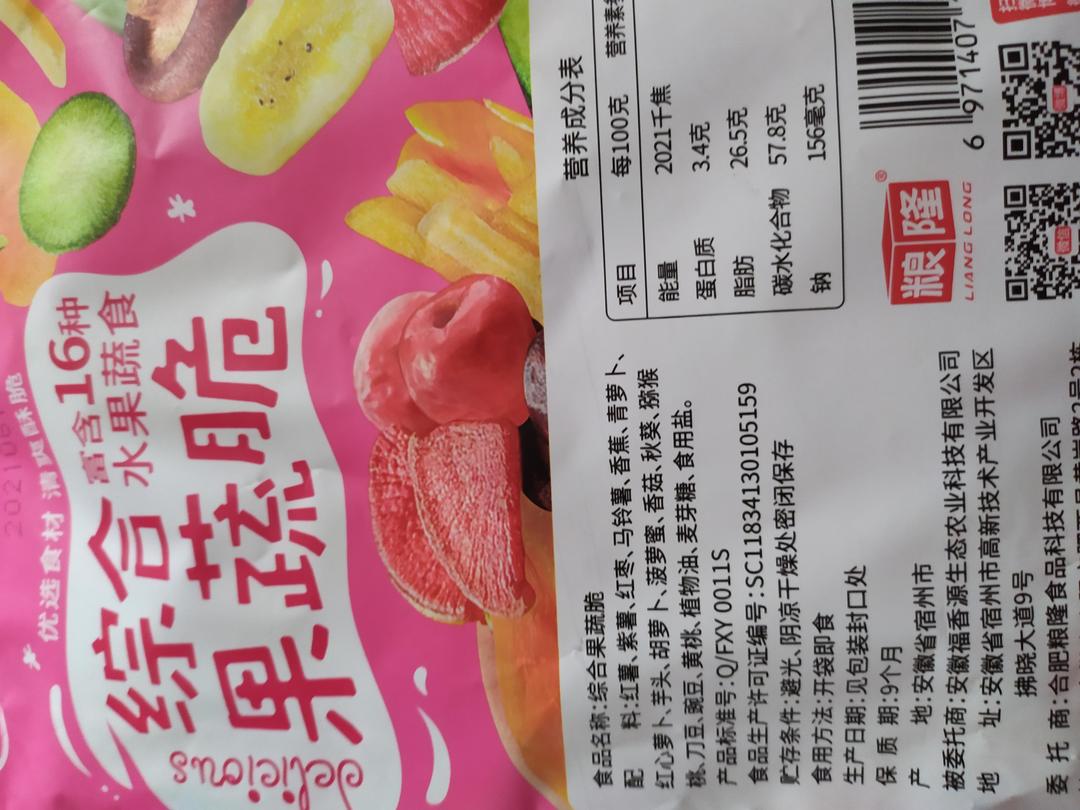 优选食材 清爽酥脆
富含16种
水果蔬食
综合
果蔬脆
delicious
食品名称:综合果蔬脆
配 料:红薯、紫薯、红枣、马铃薯、香蕉、青萝卜、
红心萝卜、芋头、胡萝卜、菠萝蜜、香菇、秋葵、猕猴
桃、刀豆、豌豆、黄桃、植物油、麦芽糖、食用盐。
产品标准号:Q/FXY 0011S
食品生产许可证编号:SC11834130105159
贮存条件:避光、阴凉干燥处密闭保存
食用方法:开袋即食
生产日期:见包装封口处
保 质 期:9个月
产 地:安徽省宿州市
被委托商:安徽福香源生态农业科技有限公司
地 址:安徽省宿州市高新技术产业开发区
拂晓大道9号
委 托 商:合肥粮隆食品科技有限公司
营养成分表
项目 每100克 营养素
能量 2021千焦
蛋白质 3.4克
脂肪 26.5克
碳水化合物 57.8克
钠 156毫克
粮隆®
LIANG LONG
6 971407